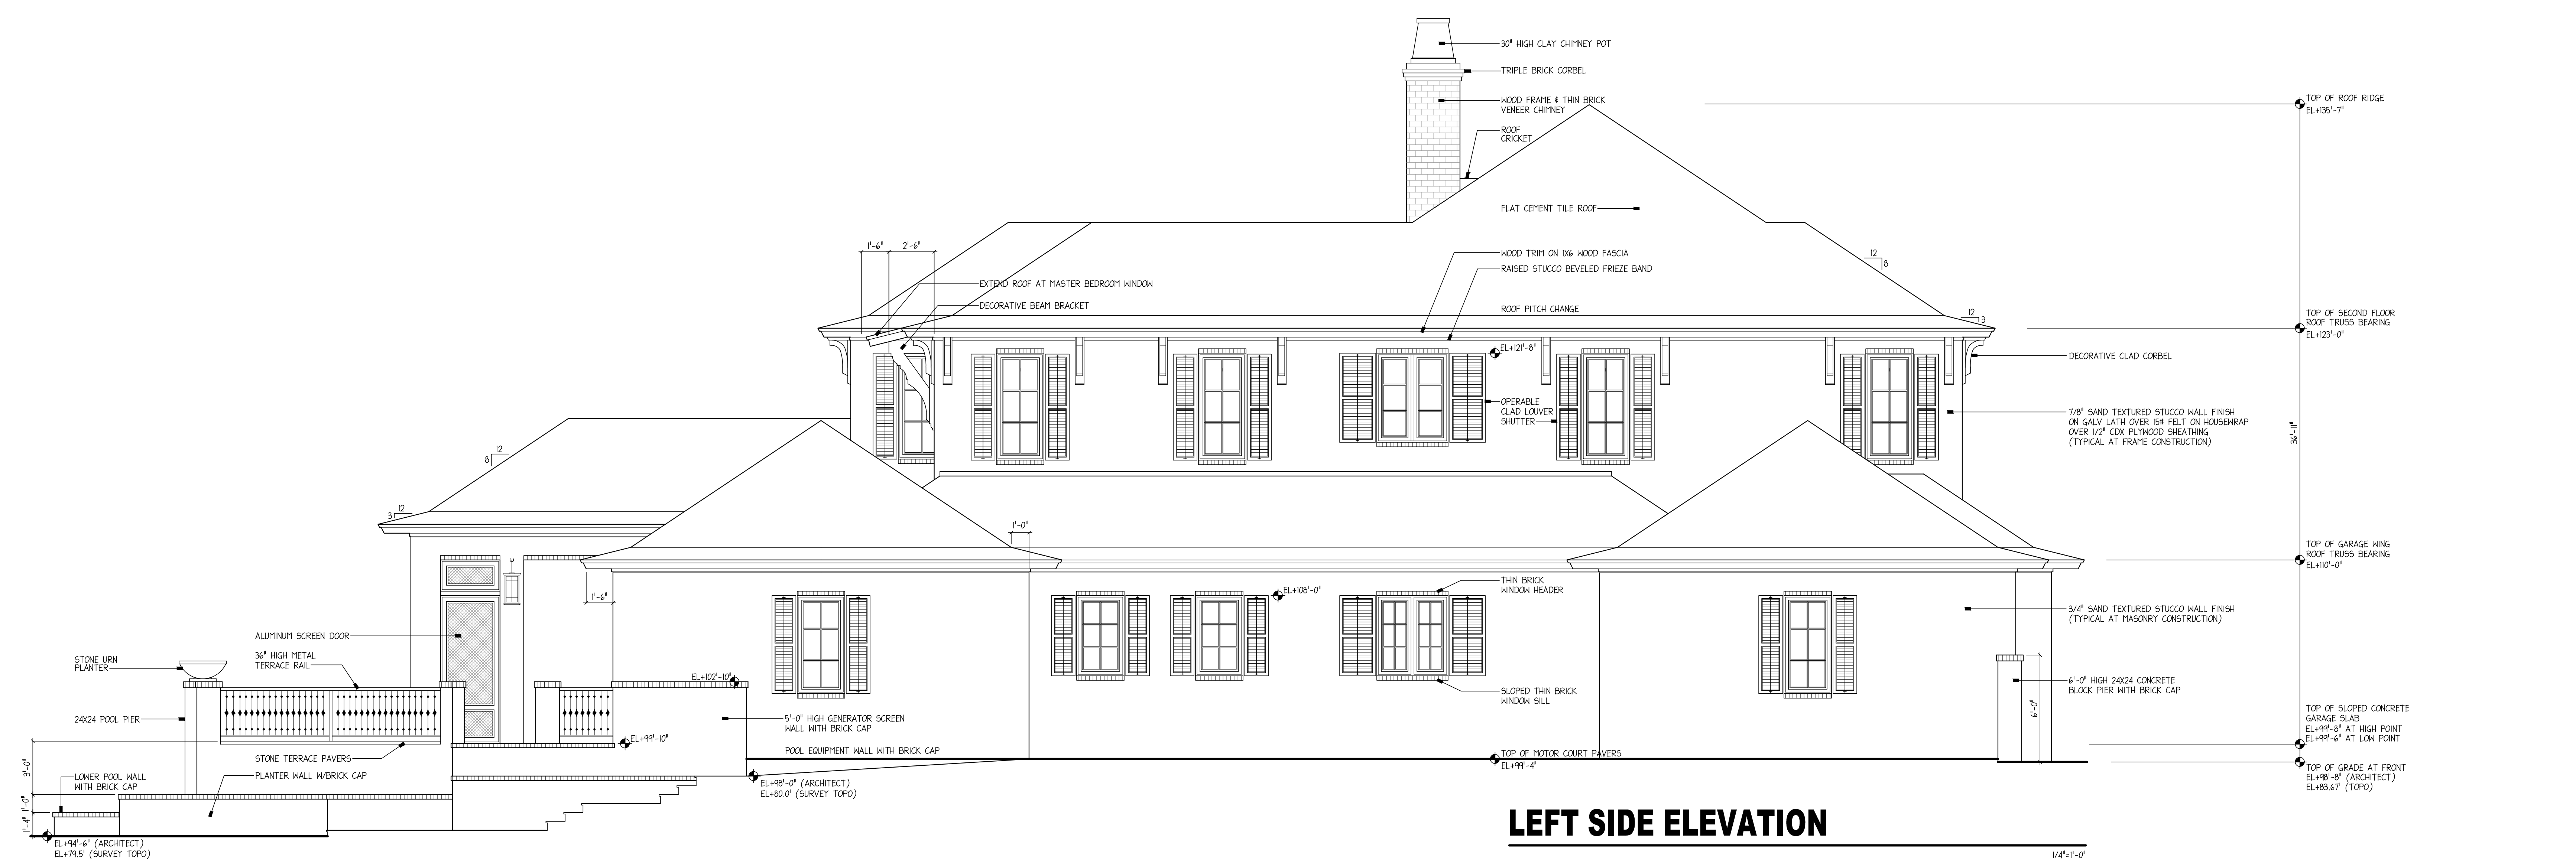 30" HIGH CLAY CHIMNEY POT
TRIPLE BRICK CORBEL
WOOD FRAME & THIN BRICK
VENEER CHIMNEY
ROOF
CRICKET
TOP OF ROOF RIDGE
EL+135'-7"
FLAT CEMENT TILE ROOF
1'-6"
2'-6"
WOOD TRIM ON 1X6 WOOD FASCIA
RAISED STUCCO BEVELED FRIEZE BAND
12
8
EXTEND ROOF AT MASTER BEDROOM WINDOW
DECORATIVE BEAM BRACKET
ROOF PITCH CHANGE
12
3
TOP OF SECOND FLOOR
ROOF TRUSS BEARING
EL+123'-0"
EL+121'-8"
DECORATIVE CLAD CORBEL
OPERABLE
CLAD LOUVER
SHUTTER
7/8" SAND TEXTURED STUCCO WALL FINISH
ON GALV LATH OVER 15# FELT ON HOUSEWRAP
OVER 1/2" CDX PLYWOOD SHEATHING
(TYPICAL AT FRAME CONSTRUCTION)
36'-11"
12
8
12
3
1'-0"
TOP OF GARAGE WING
ROOF TRUSS BEARING
EL+110'-0"
1'-6"
EL+108'-0"
THIN BRICK
WINDOW HEADER
3/4" SAND TEXTURED STUCCO WALL FINISH
(TYPICAL AT MASONRY CONSTRUCTION)
ALUMINUM SCREEN DOOR
STONE URN
PLANTER
36" HIGH METAL
TERRACE RAIL
EL+102'-10"
SLOPED THIN BRICK
WINDOW SILL
6'-0" HIGH 24X24 CONCRETE
BLOCK PIER WITH BRICK CAP
6'-0"
24X24 POOL PIER
5'-0" HIGH GENERATOR SCREEN
WALL WITH BRICK CAP
TOP OF SLOPED CONCRETE
GARAGE SLAB
EL+99'-8" AT HIGH POINT
EL+99'-6" AT LOW POINT
EL+99'-10"
STONE TERRACE PAVERS
POOL EQUIPMENT WALL WITH BRICK CAP
TOP OF MOTOR COURT PAVERS
EL+99'-4"
3'-0"
LOWER POOL WALL
WITH BRICK CAP
PLANTER WALL W/BRICK CAP
EL+98'-0" (ARCHITECT)
EL+80.0' (SURVEY TOPO)
TOP OF GRADE AT FRONT
EL+98'-8" (ARCHITECT)
EL+83.67' (TOPO)
1'-0"
1'-4"
EL+94'-6" (ARCHITECT)
EL+79.5' (SURVEY TOPO)
LEFT SIDE ELEVATION
1/4"=1'-0"